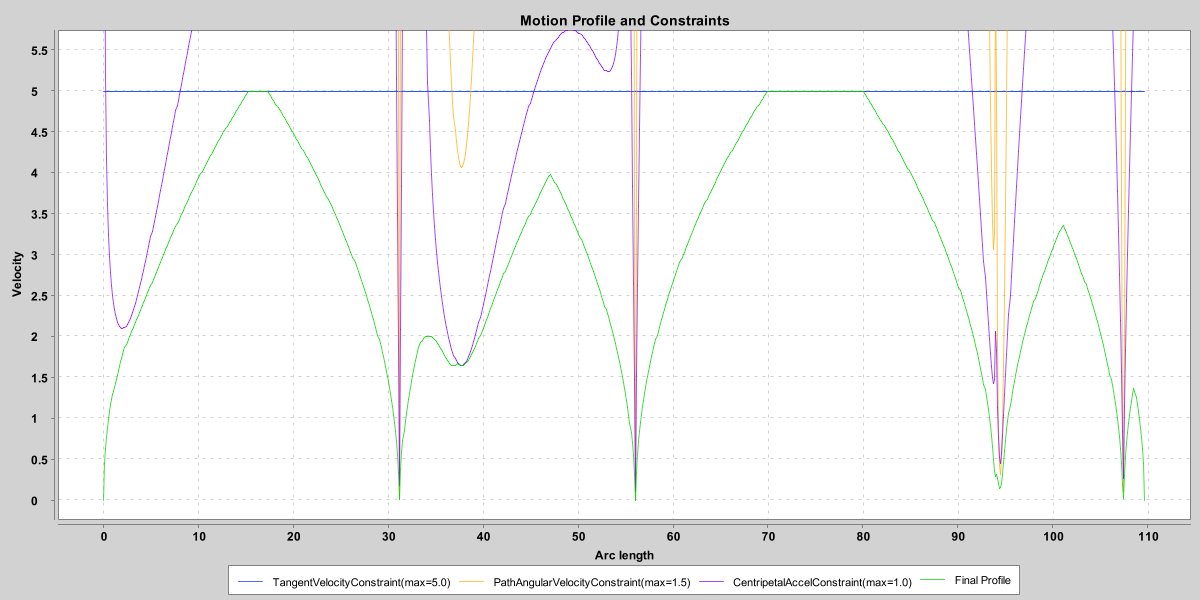 Motion Profile and Constraints
5.5
5
4.5
4
3.5
3
2.5
2
1.5
1
0.5
0
Velocity
0 10 20 30 40 50 60 70 80 90 100 110
Arc length
TangentVelocityConstraint(max=5.0) PathAngularVelocityConstraint(max=1.5) CentripetalAccelConstraint(max=1.0) Final Profile